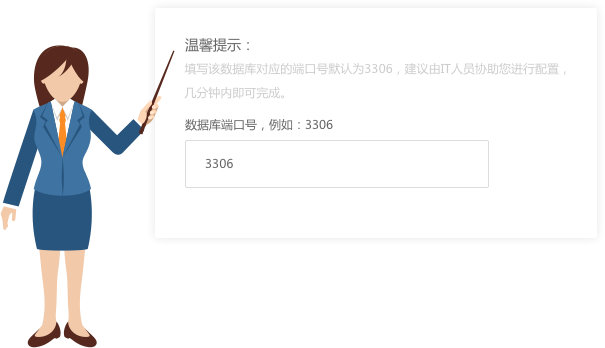 温馨提示：
填写该数据库对应的端口号默认为3306，建议由IT人员协助您进行配置，
几分钟内即可完成。
数据库端口号，例如：3306
3306